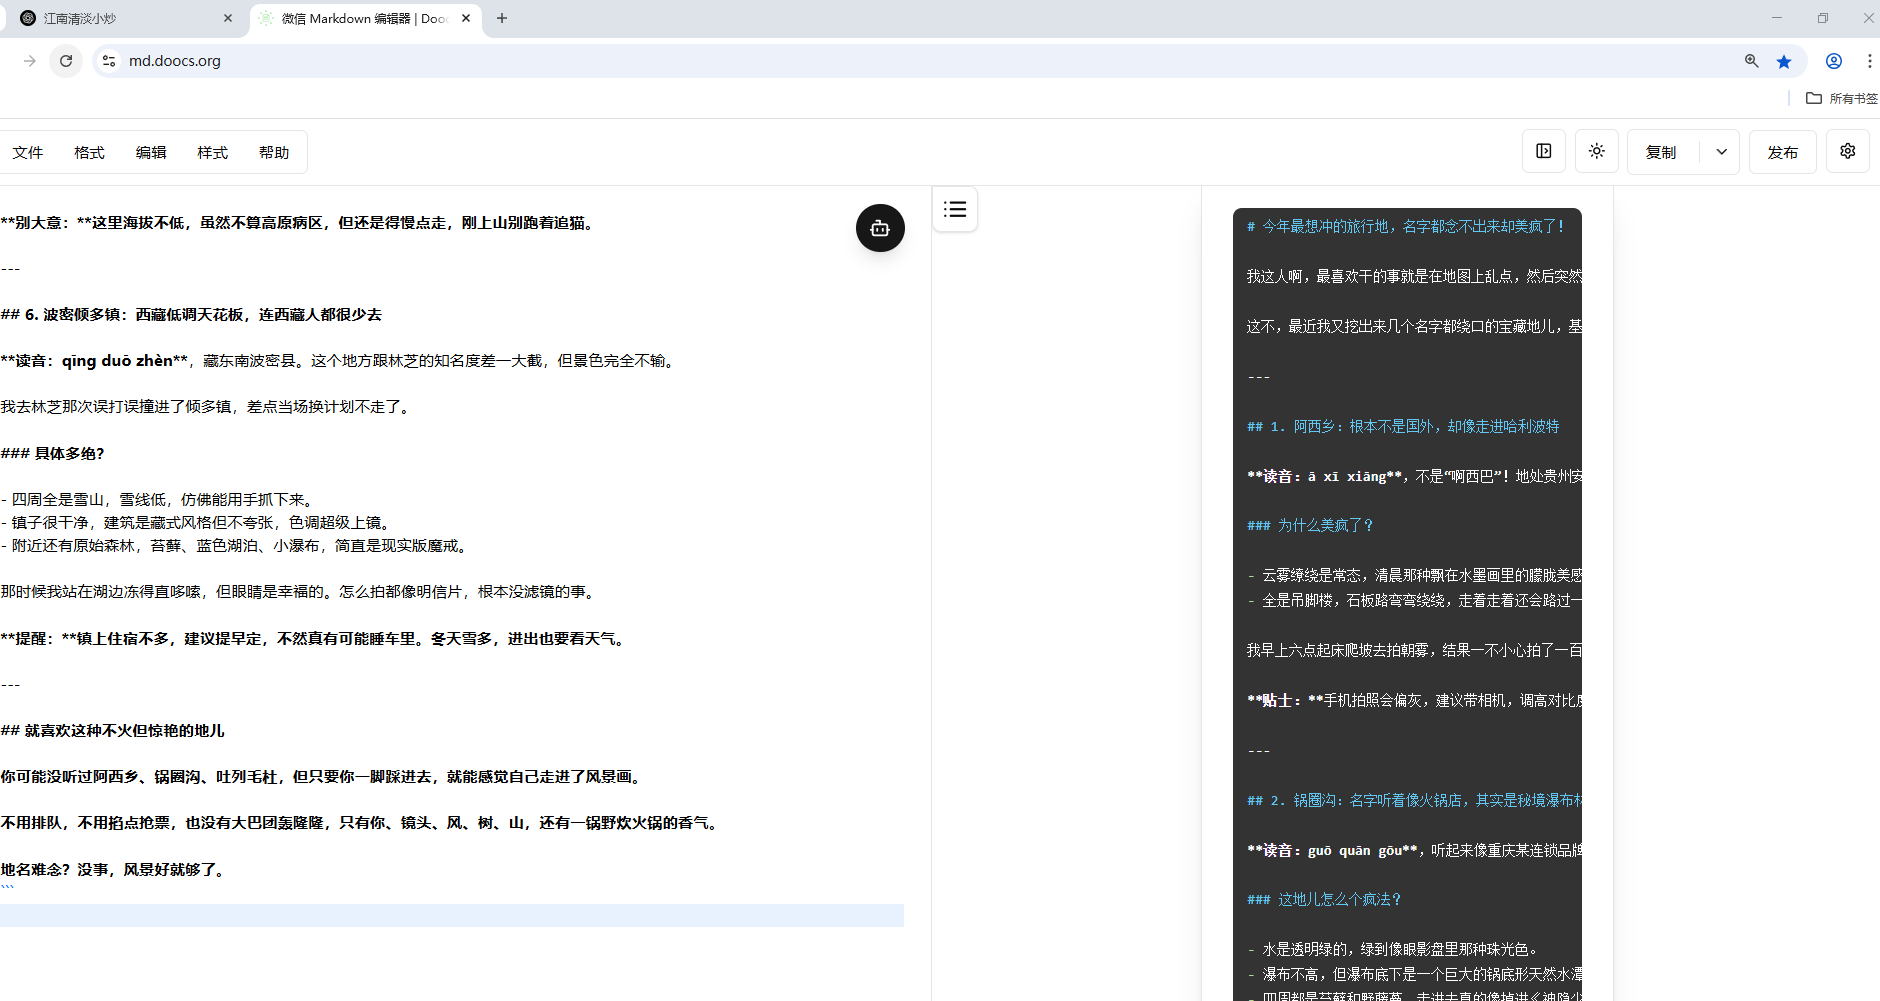 江南清淡小炒
微信 Markdown 编辑器 | Dooc
md.doocs.org
所有书签
文件 格式 编辑 样式 帮助
复制 发布
**别大意：**这里海拔不低，虽然不算高原病区，但还是得慢点走，刚上山别跑着追猫。
---
## 6. 波密倾多镇：西藏低调天花板，连西藏人都很少去
**读音：qīng duō zhèn**，藏东南波密县。这个地方跟林芝的知名度差一大截，但景色完全不输。
我去林芝那次误打误撞进了倾多镇，差点当场换计划不走了。
### 具体多绝？
- 四周全是雪山，雪线低，仿佛能用手抓下来。
- 镇子很干净，建筑是藏式风格但不夸张，色调超级上镜。
- 附近还有原始森林，苔藓、蓝色湖泊、小瀑布，简直是现实版魔戒。
那时候我站在湖边冻得直哆嗦，但眼睛是幸福的。怎么拍都像明信片，根本没滤镜的事。
**提醒：**镇上住宿不多，建议提早定，不然真有可能睡车里。冬天雪多，进出也要看天气。
---
## 就喜欢这种不火但惊艳的地儿
你可能没听过阿西乡、锅圈沟、吐列毛杜，但只要你一脚踩进去，就能感觉自己走进了风景画。
不用排队，不用掐点抢票，也没有大巴团轰隆隆，只有你、镜头、风、树、山，还有一锅野炊火锅的香气。
地名难念？没事，风景好就够了。
```
# 今年最想冲的旅行地，名字都念不出来却美疯了！
我这人啊，最喜欢干的事就是在地图上乱点，然后突然
这不，最近我又挖出来几个名字都绕口的宝藏地儿，基
---
## 1. 阿西乡：根本不是国外，却像走进哈利波特
**读音：ā xī xiāng**，不是“啊西巴”！地处贵州安
### 为什么美疯了？
- 云雾缭绕是常态，清晨那种飘在水墨画里的朦胧美感
- 全是吊脚楼，石板路弯弯绕绕，走着走着还会路过一
我早上六点起床爬坡去拍朝雾，结果一不小心拍了一百
**贴士：**手机拍照会偏灰，建议带相机，调高对比度
---
## 2. 锅圈沟：名字听着像火锅店，其实是秘境瀑布林
**读音：guō quān gōu**，听起来像重庆某连锁品牌
### 这地儿怎么个疯法？
- 水是透明绿的，绿到像眼影盘里那种珠光色。
- 瀑布不高，但瀑布底下是一个巨大的锅底形天然水潭
- 四周都是苔藓和野藤蔓，走进去真的像掉进《神隐少